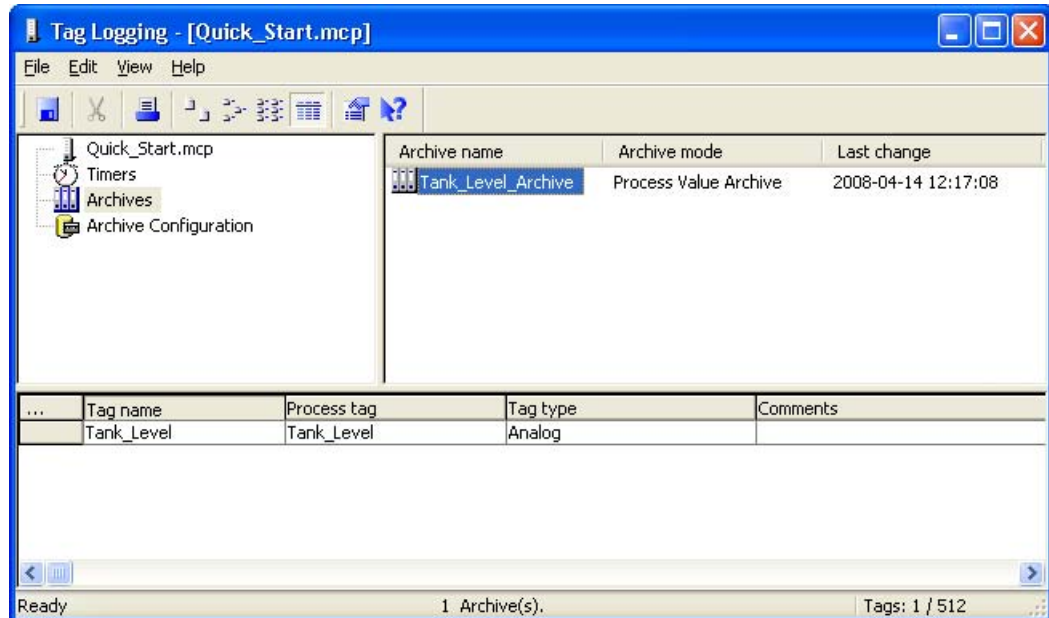 Tag Logging - [Quick_Start.mcp]
File Edit View Help
Quick_Start.mcp
Timers
Archives
Archive Configuration
Archive name Archive mode Last change
Tank_Level_Archive Process Value Archive 2008-04-14 12:17:08
... Tag name Process tag Tag type Comments
Tank_Level Tank_Level Analog
Ready 1 Archive(s). Tags: 1 / 512